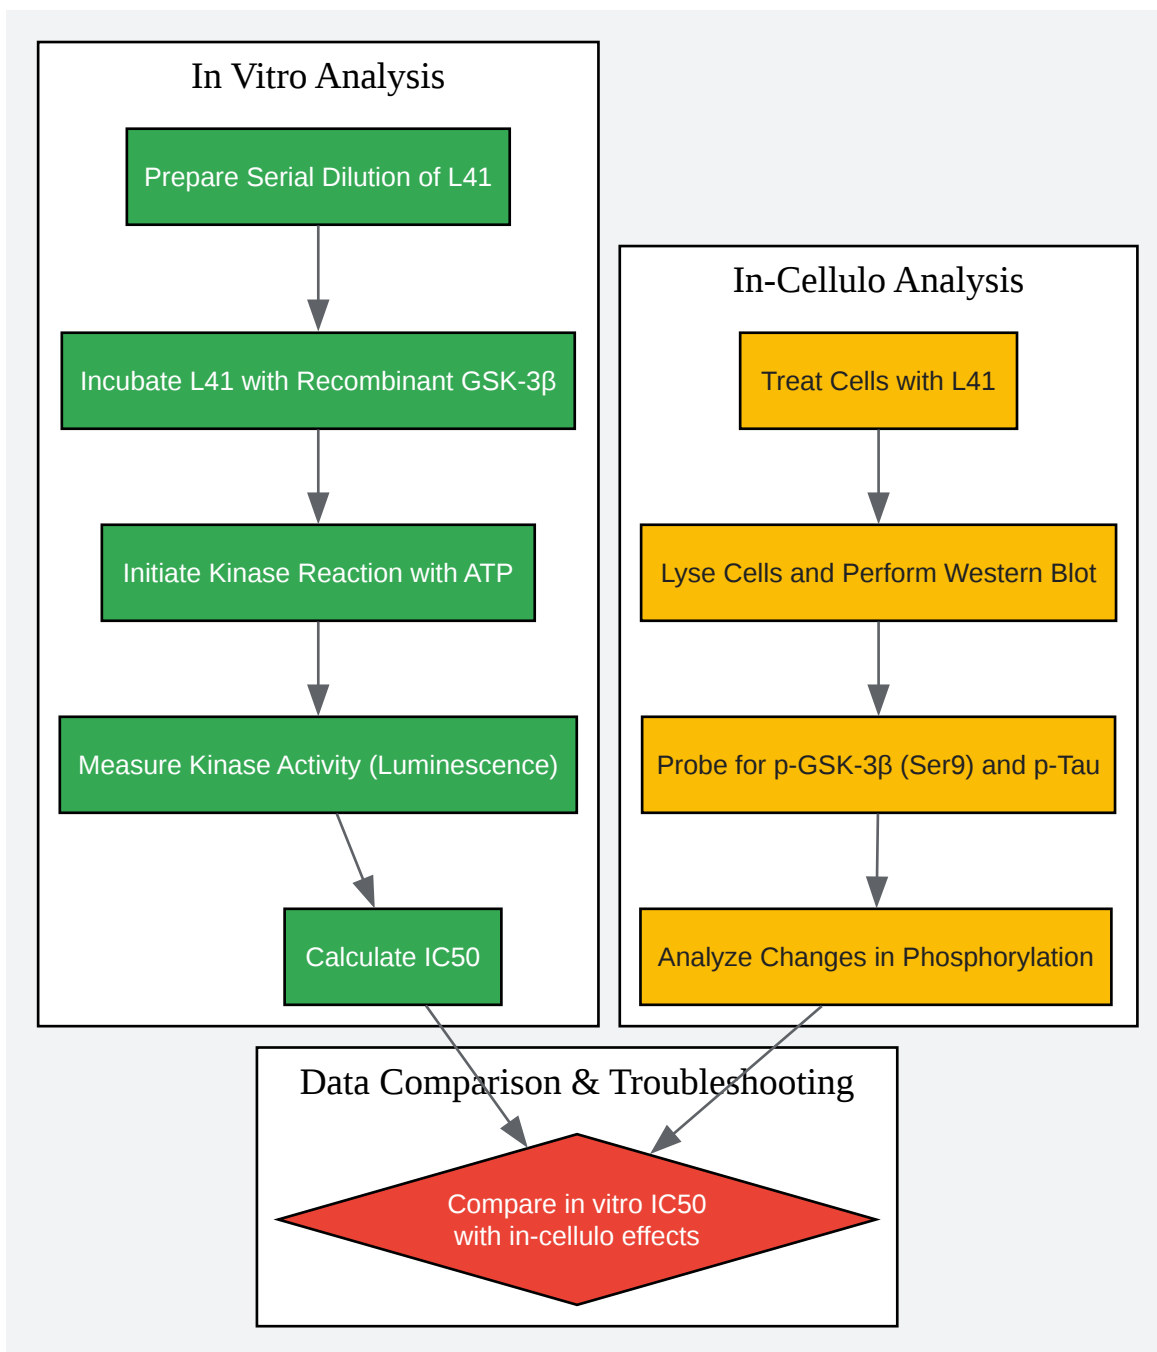 In Vitro Analysis
Prepare Serial Dilution of L41
Incubate L41 with Recombinant GSK-3β
Initiate Kinase Reaction with ATP
Measure Kinase Activity (Luminescence)
Calculate IC50
In-Cellulo Analysis
Treat Cells with L41
Lyse Cells and Perform Western Blot
Probe for p-GSK-3β (Ser9) and p-Tau
Analyze Changes in Phosphorylation
Data Comparison & Troubleshooting
Compare in vitro IC50
with in-cellulo effects